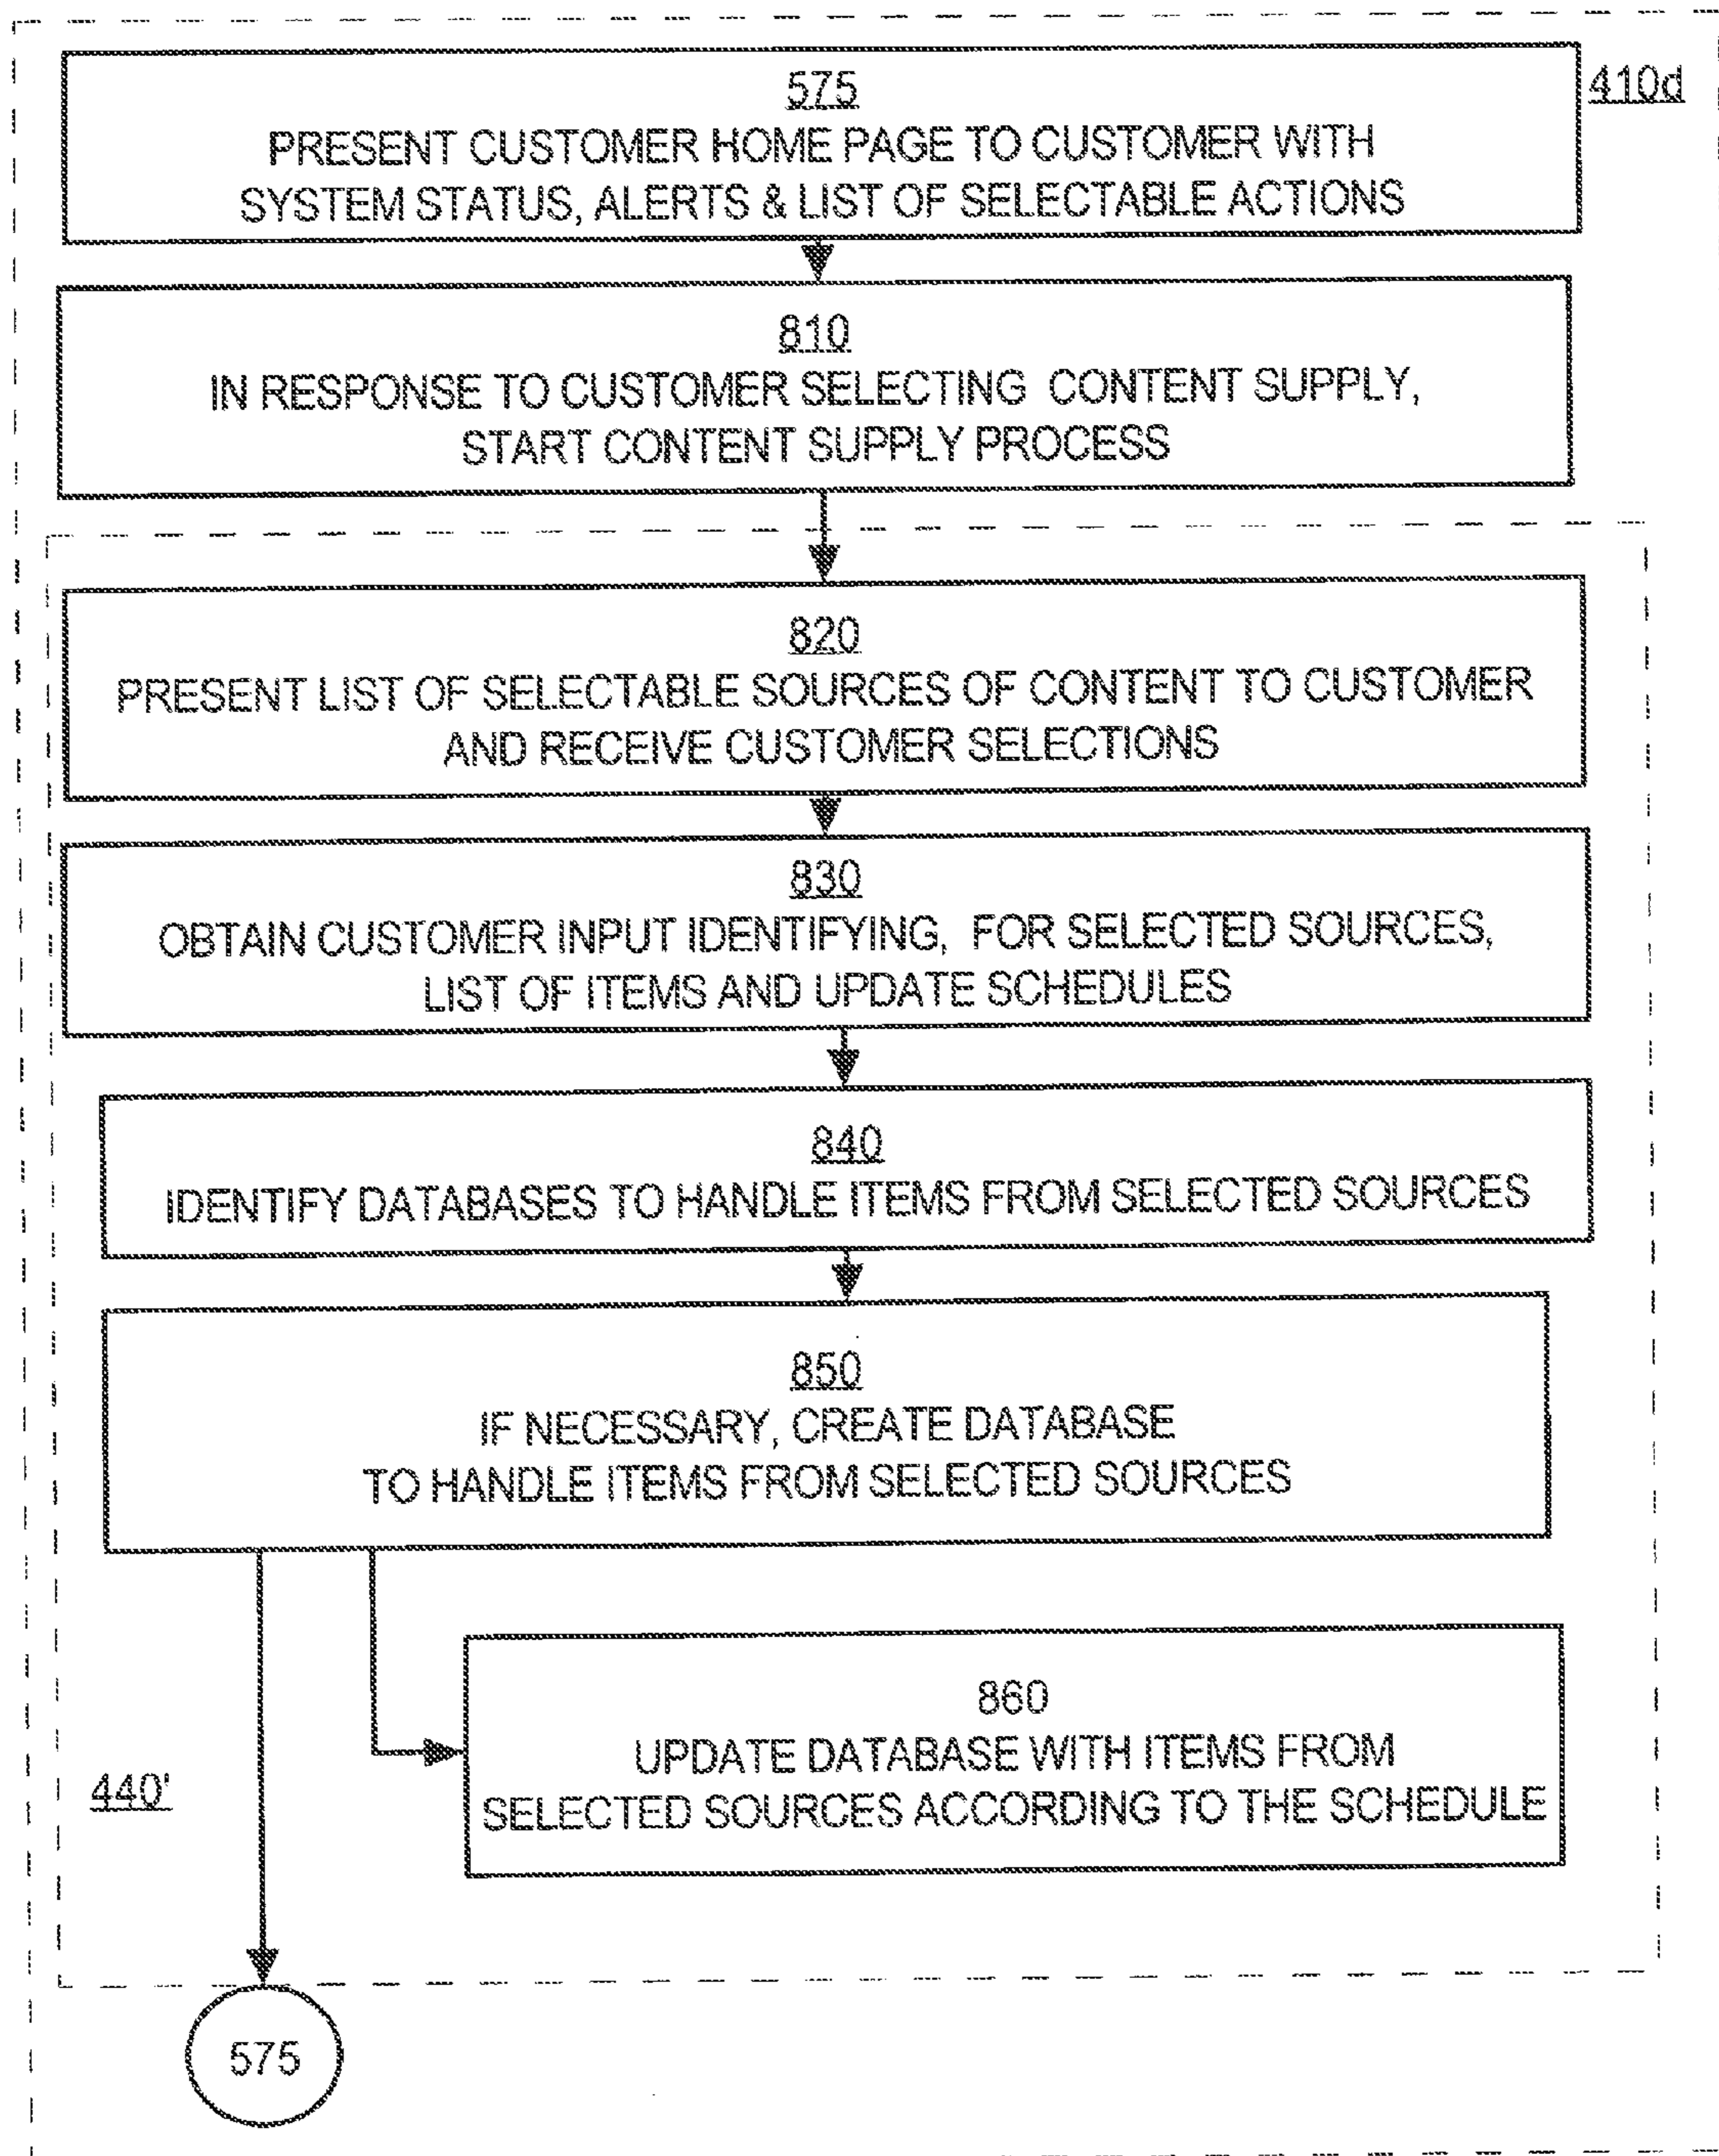 575
410d
PRESENT CUSTOMER HOME PAGE TO CUSTOMER WITH
SYSTEM STATUS, ALERTS & LIST OF SELECTABLE ACTIONS
810
IN RESPONSE TO CUSTOMER SELECTING CONTENT SUPPLY,
START CONTENT SUPPLY PROCESS
820
PRESENT LIST OF SELECTABLE SOURCES OF CONTENT TO CUSTOMER
AND RECEIVE CUSTOMER SELECTIONS
830
OBTAIN CUSTOMER INPUT IDENTIFYING, FOR SELECTED SOURCES,
LIST OF ITEMS AND UPDATE SCHEDULES
840
IDENTIFY DATABASES TO HANDLE ITEMS FROM SELECTED SOURCES
850
IF NECESSARY, CREATE DATABASE
TO HANDLE ITEMS FROM SELECTED SOURCES
860
UPDATE DATABASE WITH ITEMS FROM
SELECTED SOURCES ACCORDING TO THE SCHEDULE
440'
575